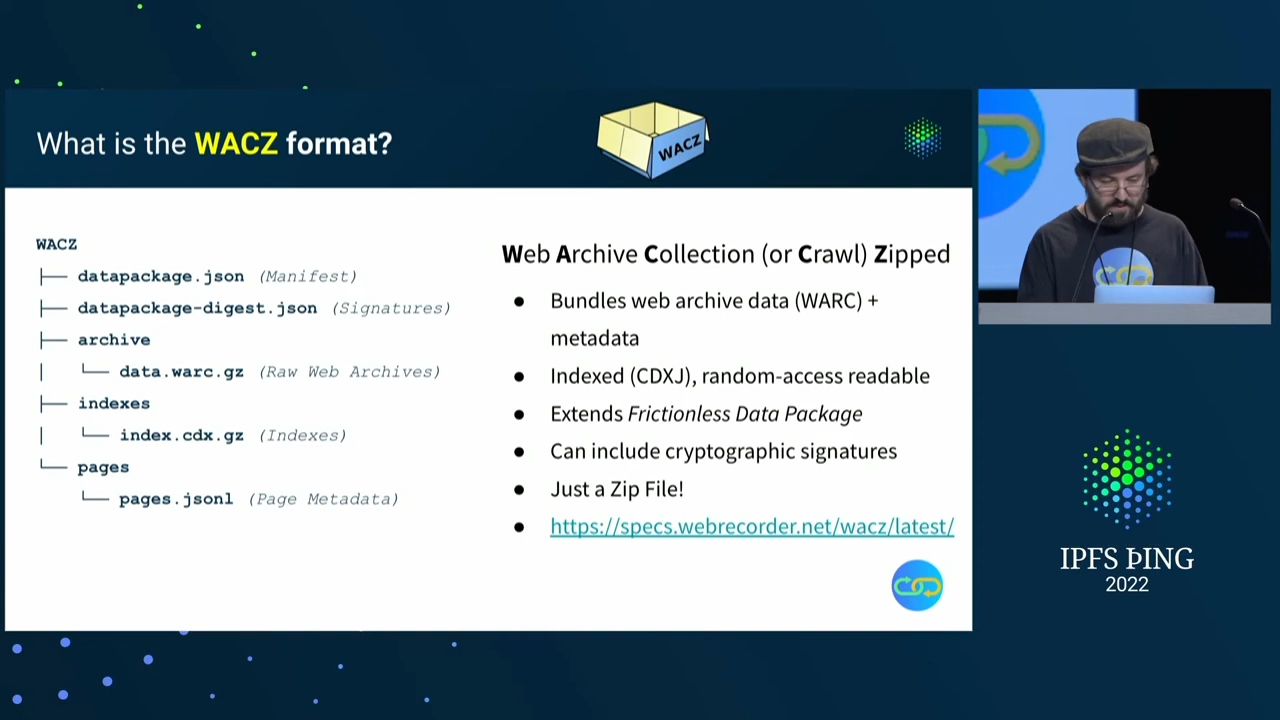 What is the WACZ format?
WACZ
WACZ
├── datapackage.json (Manifest)
├── datapackage-digest.json (Signatures)
├── archive
│   └── data.warc.gz (Raw Web Archives)
├── indexes
│   └── index.cdx.gz (Indexes)
└── pages
    └── pages.jsonl (Page Metadata)
Web Archive Collection (or Crawl) Zipped
● Bundles web archive data (WARC) +
metadata
● Indexed (CDXJ), random-access readable
● Extends Frictionless Data Package
● Can include cryptographic signatures
● Just a Zip File!
● https://specs.webrecorder.net/wacz/latest/
IPFS ÞING
2022